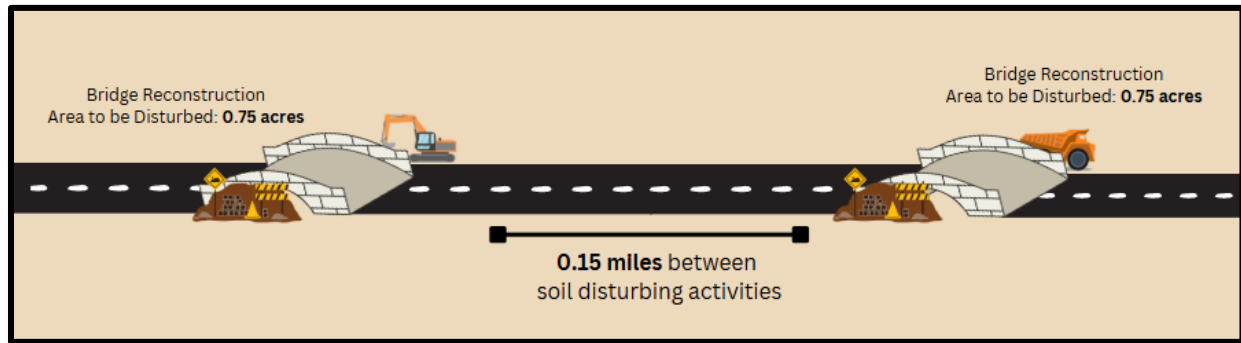 Bridge Reconstruction
Area to be Disturbed: 0.75 acres
Bridge Reconstruction
Area to be Disturbed: 0.75 acres
0.15 miles between
soil disturbing activities